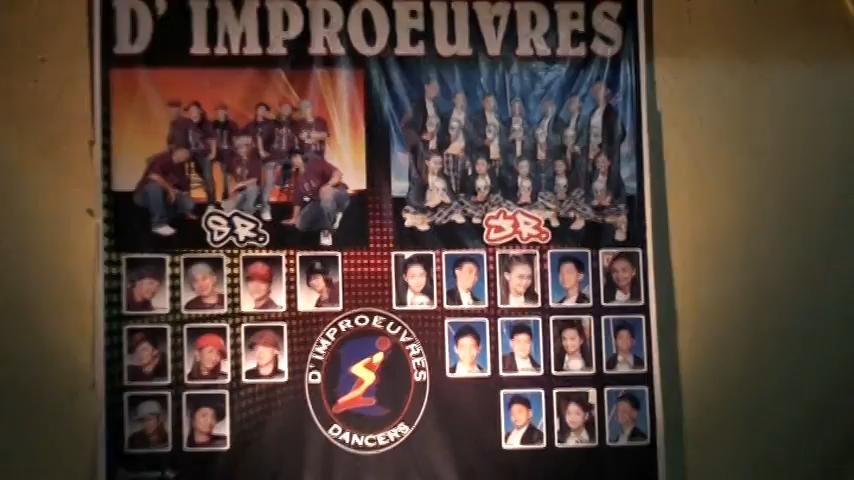 D' IMPROEUVRES
SR.
JR.
D' IMPROEUVRES
DANCERS